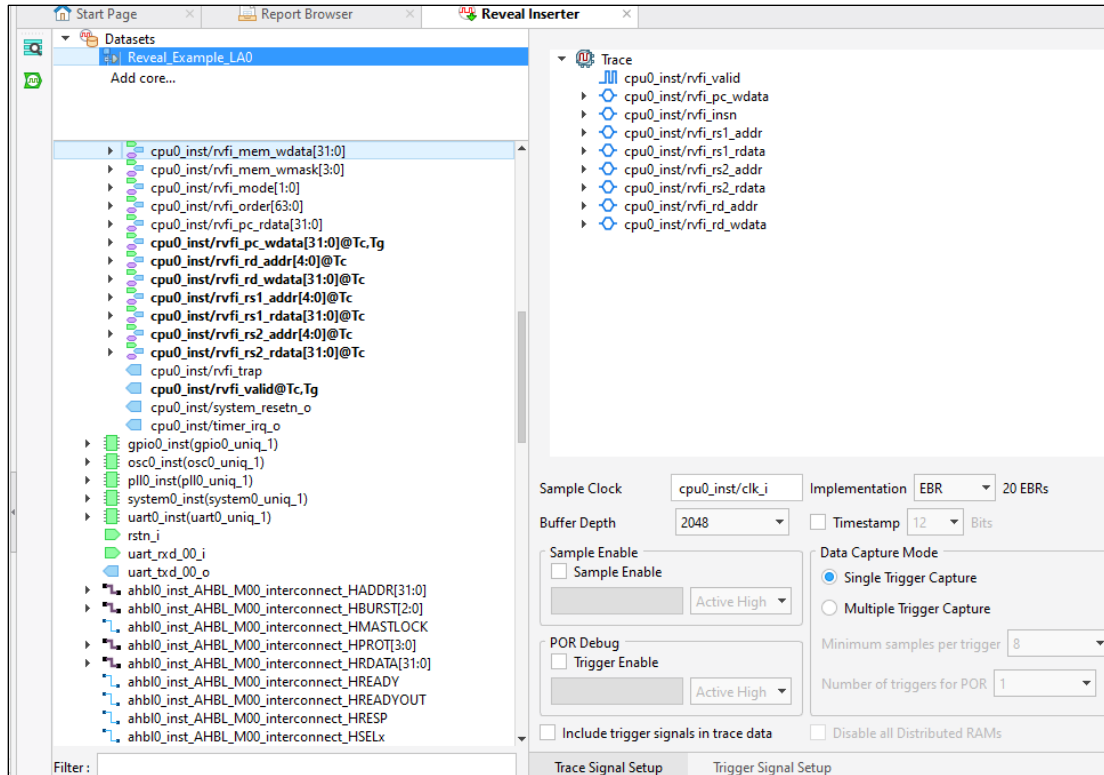 Start Page
Report Browser
Reveal Inserter
Datasets
Reveal_Example_LA0
Add core...
cpu0_inst/rvfi_mem_wdata[31:0]
cpu0_inst/rvfi_mem_wmask[3:0]
cpu0_inst/rvfi_mode[1:0]
cpu0_inst/rvfi_order[63:0]
cpu0_inst/rvfi_pc_rdata[31:0]
cpu0_inst/rvfi_pc_wdata[31:0]@Tc,Tg
cpu0_inst/rvfi_rd_addr[4:0]@Tc
cpu0_inst/rvfi_rd_wdata[31:0]@Tc
cpu0_inst/rvfi_rs1_addr[4:0]@Tc
cpu0_inst/rvfi_rs1_rdata[31:0]@Tc
cpu0_inst/rvfi_rs2_addr[4:0]@Tc
cpu0_inst/rvfi_rs2_rdata[31:0]@Tc
cpu0_inst/rvfi_trap
cpu0_inst/rvfi_valid@Tc,Tg
cpu0_inst/system_resetn_o
cpu0_inst/timer_irq_o
gpio0_inst(gpio0_uniq_1)
osc0_inst(osc0_uniq_1)
pll0_inst(pll0_uniq_1)
system0_inst(system0_uniq_1)
uart0_inst(uart0_uniq_1)
rstn_i
uart_rxd_00_i
uart_txd_00_o
ahbl0_inst_AHBL_M00_interconnect_HADDR[31:0]
ahbl0_inst_AHBL_M00_interconnect_HBURST[2:0]
ahbl0_inst_AHBL_M00_interconnect_HMASTLOCK
ahbl0_inst_AHBL_M00_interconnect_HPROT[3:0]
ahbl0_inst_AHBL_M00_interconnect_HRDATA[31:0]
ahbl0_inst_AHBL_M00_interconnect_HREADY
ahbl0_inst_AHBL_M00_interconnect_HREADYOUT
ahbl0_inst_AHBL_M00_interconnect_HRESP
ahbl0_inst_AHBL_M00_interconnect_HSELx
Filter :
Trace
cpu0_inst/rvfi_valid
cpu0_inst/rvfi_pc_wdata
cpu0_inst/rvfi_insn
cpu0_inst/rvfi_rs1_addr
cpu0_inst/rvfi_rs1_rdata
cpu0_inst/rvfi_rs2_addr
cpu0_inst/rvfi_rs2_rdata
cpu0_inst/rvfi_rd_addr
cpu0_inst/rvfi_rd_wdata
Sample Clock cpu0_inst/clk_i Implementation EBR 20 EBRs
Buffer Depth 2048 Timestamp 12 Bits
Sample Enable
Sample Enable
Active High
POR Debug
Trigger Enable
Active High
Data Capture Mode
Single Trigger Capture
Multiple Trigger Capture
Minimum samples per trigger 8
Number of triggers for POR 1
Include trigger signals in trace data Disable all Distributed RAMs
Trace Signal Setup Trigger Signal Setup